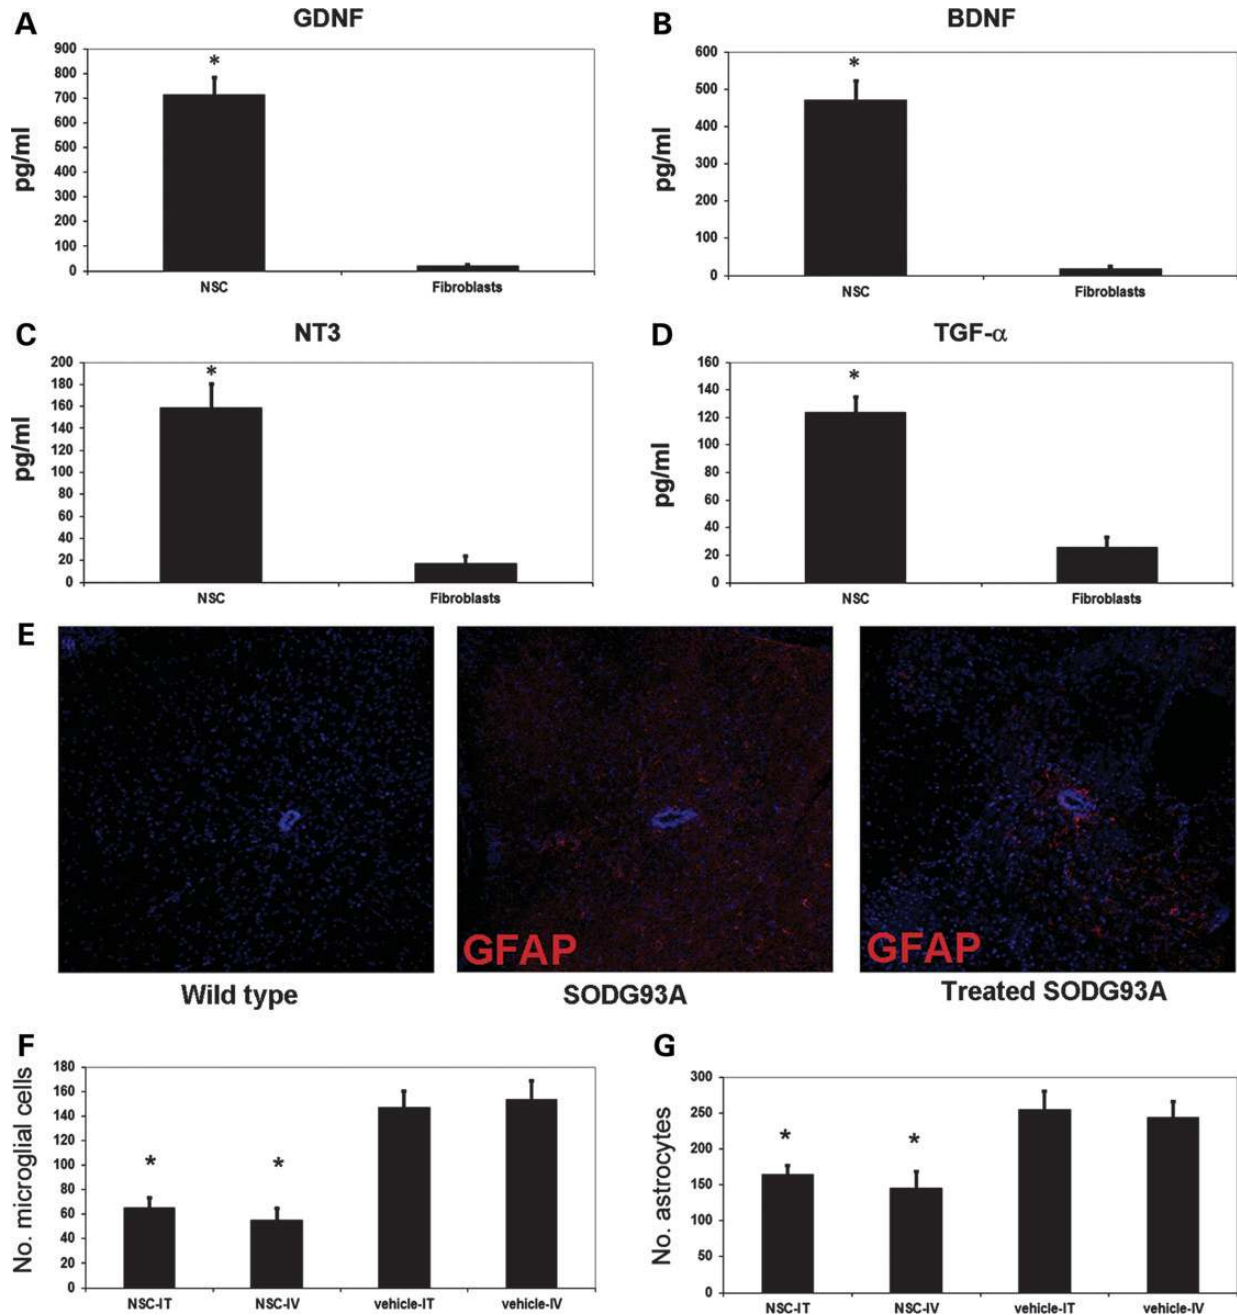 A
GDNF
900
800
700
600
500
400
300
200
100
0
pg/ml
*
NSC
Fibroblasts
B
BDNF
600
500
400
300
200
100
0
pg/ml
*
NSC
Fibroblasts
C
NT3
200
180
160
140
120
100
80
60
40
20
0
pg/ml
*
NSC
Fibroblasts
D
TGF-α
160
140
120
100
80
60
40
20
0
pg/ml
*
NSC
Fibroblasts
E
GFAP
GFAP
Wild type
SODG93A
Treated SODG93A
F
No. microglial cells
180
160
140
120
100
80
60
40
20
0
*
*
NSC-IT
NSC-IV
vehicle-IT
vehicle-IV
G
No. astrocytes
300
250
200
150
100
50
0
*
*
NSC-IT
NSC-IV
vehicle-IT
vehicle-IV